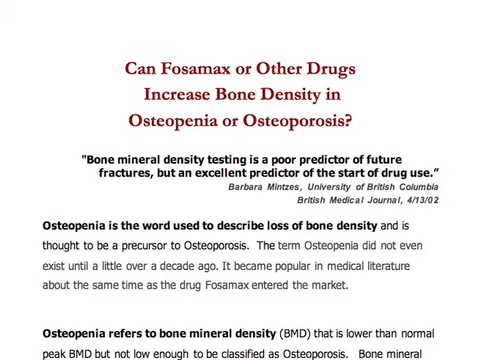 Can Fosamax or Other Drugs
Increase Bone Density in
Osteopenia or Osteoporosis?
"Bone mineral density testing is a poor predictor of future
fractures, but an excellent predictor of the start of drug use.”
Barbara Mintzes, University of British Columbia
British Medical Journal, 4/13/02
Osteopenia is the word used to describe loss of bone density and is
thought to be a precursor to Osteoporosis. The term Osteopenia did not even
exist until a little over a decade ago. It became popular in medical literature
about the same time as the drug Fosamax entered the market.
Osteopenia refers to bone mineral density (BMD) that is lower than normal
peak BMD but not low enough to be classified as Osteoporosis. Bone mineral